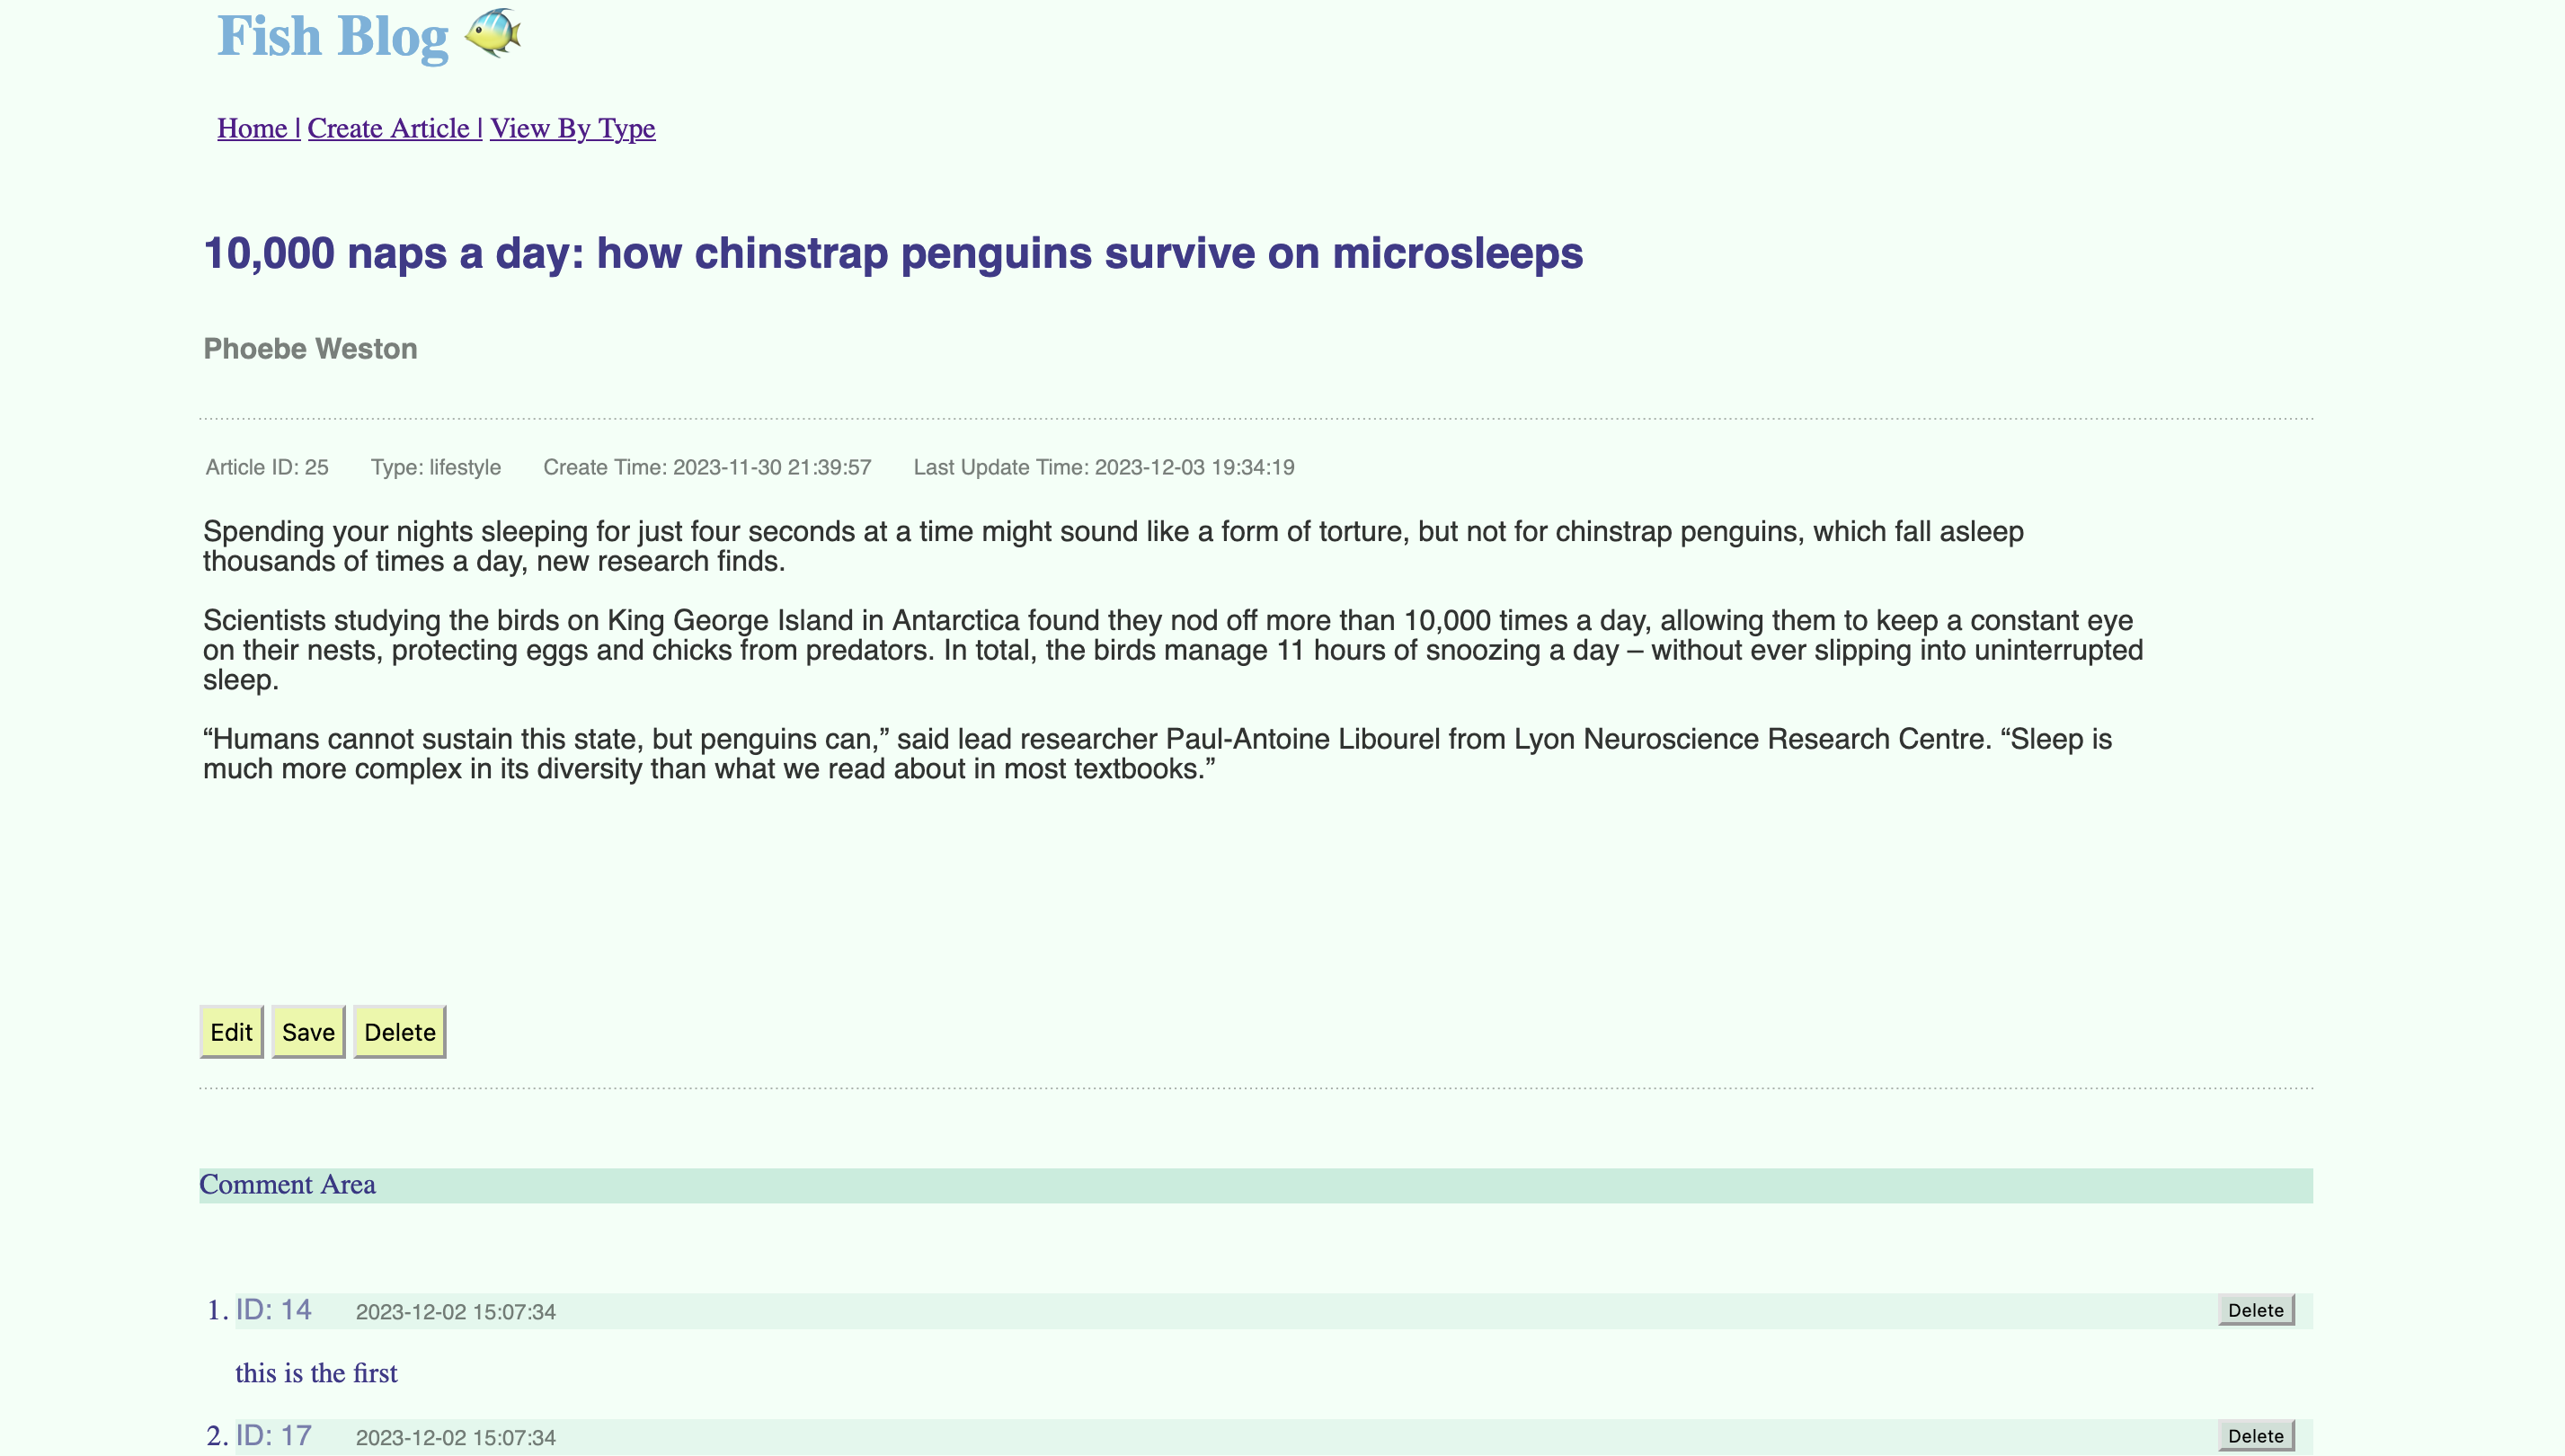 Fish Blog
Home | Create Article | View By Type
10,000 naps a day: how chinstrap penguins survive on microsleeps
Phoebe Weston
Article ID: 25 Type: lifestyle Create Time: 2023-11-30 21:39:57 Last Update Time: 2023-12-03 19:34:19
Spending your nights sleeping for just four seconds at a time might sound like a form of torture, but not for chinstrap penguins, which fall asleep
thousands of times a day, new research finds.
Scientists studying the birds on King George Island in Antarctica found they nod off more than 10,000 times a day, allowing them to keep a constant eye
on their nests, protecting eggs and chicks from predators. In total, the birds manage 11 hours of snoozing a day – without ever slipping into uninterrupted
sleep.
“Humans cannot sustain this state, but penguins can,” said lead researcher Paul-Antoine Libourel from Lyon Neuroscience Research Centre. “Sleep is
much more complex in its diversity than what we read about in most textbooks.”
Edit Save Delete
Comment Area
1. ID: 14 2023-12-02 15:07:34 Delete
this is the first
2. ID: 17 2023-12-02 15:07:34 Delete